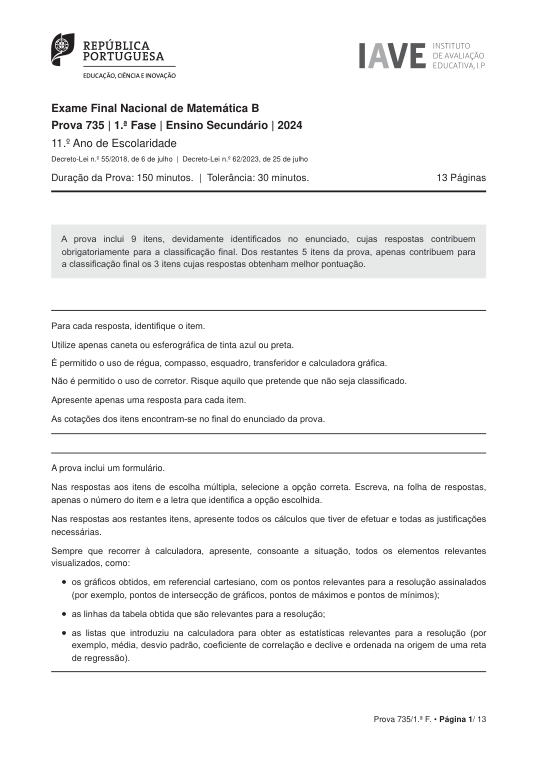 REPÚBLICA
PORTUGUESA
EDUCAÇÃO, CIÊNCIA E INOVAÇÃO
IAVE
INSTITUTO
DE AVALIAÇÃO
EDUCATIVA, I.P.
Exame Final Nacional de Matemática B
Prova 735 | 1.ª Fase | Ensino Secundário | 2024
11.º Ano de Escolaridade
Decreto-Lei n.º 55/2018, de 6 de julho | Decreto-Lei n.º 62/2023, de 25 de julho
Duração da Prova: 150 minutos. | Tolerância: 30 minutos.
13 Páginas
A prova inclui 9 itens, devidamente identificados no enunciado, cujas respostas contribuem
obrigatoriamente para a classificação final. Dos restantes 5 itens da prova, apenas contribuem para
a classificação final os 3 itens cujas respostas obtenham melhor pontuação.
Para cada resposta, identifique o item.
Utilize apenas caneta ou esferográfica de tinta azul ou preta.
É permitido o uso de régua, compasso, esquadro, transferidor e calculadora gráfica.
Não é permitido o uso de corretor. Risque aquilo que pretende que não seja classificado.
Apresente apenas uma resposta para cada item.
As cotações dos itens encontram-se no final do enunciado da prova.
A prova inclui um formulário.
Nas respostas aos itens de escolha múltipla, selecione a opção correta. Escreva, na folha de respostas,
apenas o número do item e a letra que identifica a opção escolhida.
Nas respostas aos restantes itens, apresente todos os cálculos que tiver de efetuar e todas as justificações
necessárias.
Sempre que recorrer à calculadora, apresente, consoante a situação, todos os elementos relevantes
visualizados, como:
• os gráficos obtidos, em referencial cartesiano, com os pontos relevantes para a resolução assinalados
(por exemplo, pontos de intersecção de gráficos, pontos de máximos e pontos de mínimos);
• as linhas da tabela obtida que são relevantes para a resolução;
• as listas que introduziu na calculadora para obter as estatísticas relevantes para a resolução (por
exemplo, média, desvio padrão, coeficiente de correlação e declive e ordenada na origem de uma reta
de regressão).
Prova 735/1.ª F. • Página 1/ 13